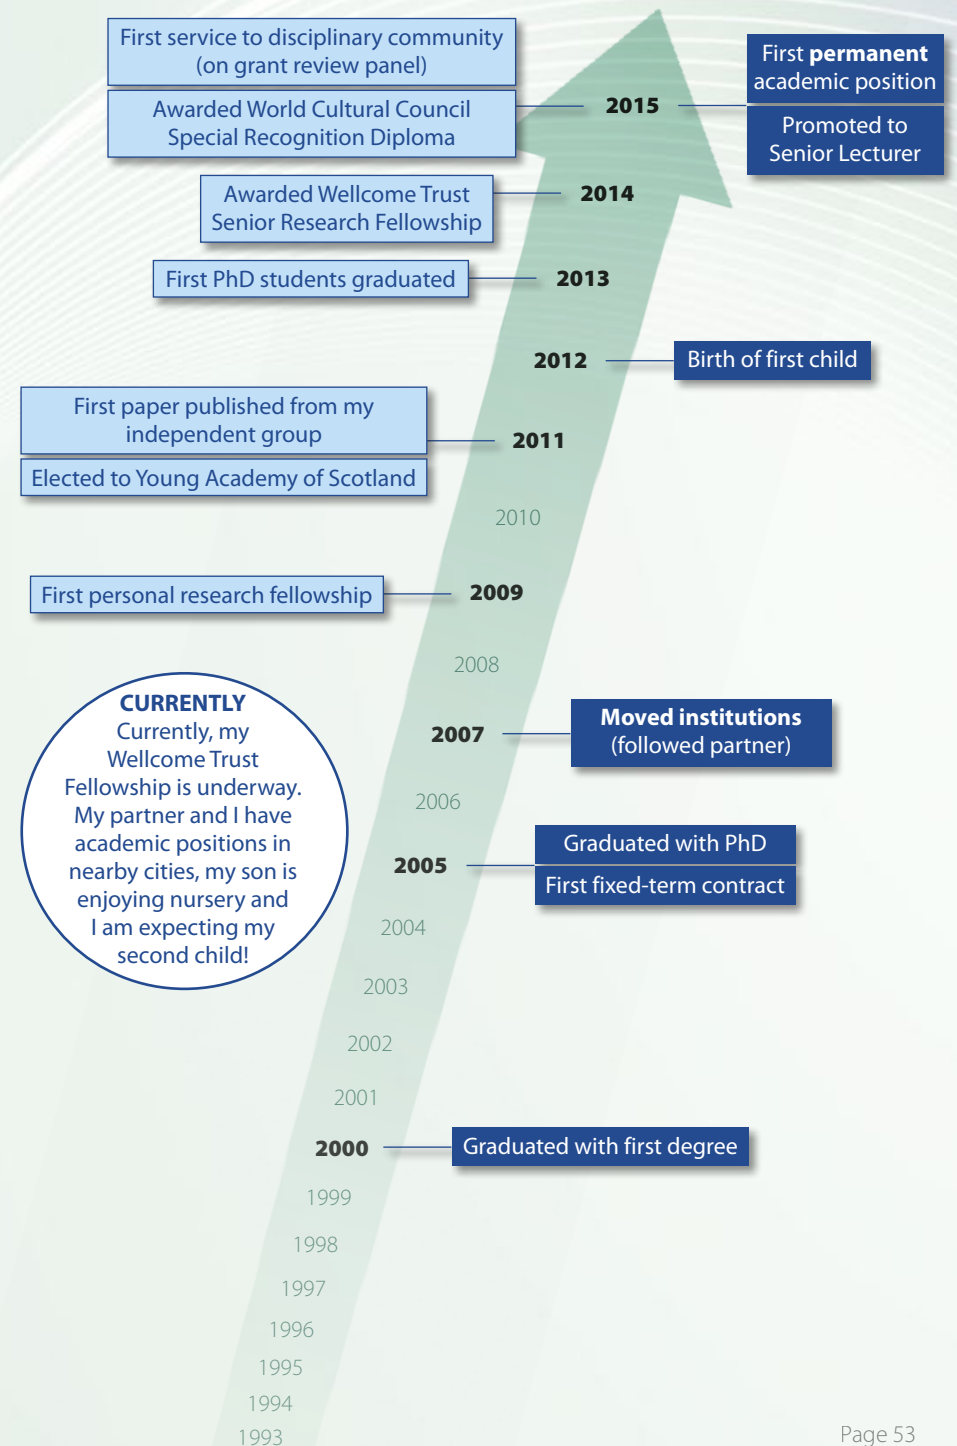 First service to disciplinary community
(on grant review panel)
Awarded World Cultural Council
Special Recognition Diploma
2015
First permanent
academic position
Promoted to
Senior Lecturer
Awarded Wellcome Trust
Senior Research Fellowship
2014
First PhD students graduated
2013
2012
Birth of first child
First paper published from my
independent group
Elected to Young Academy of Scotland
2011
2010
First personal research fellowship
2009
2008
CURRENTLY
Currently, my
Wellcome Trust
Fellowship is underway.
My partner and I have
academic positions in
nearby cities, my son is
enjoying nursery and
I am expecting my
second child!
2007
Moved institutions
(followed partner)
2006
2005
Graduated with PhD
First fixed-term contract
2004
2003
2002
2001
2000
Graduated with first degree
1999
1998
1997
1996
1995
1994
1993
Page 53